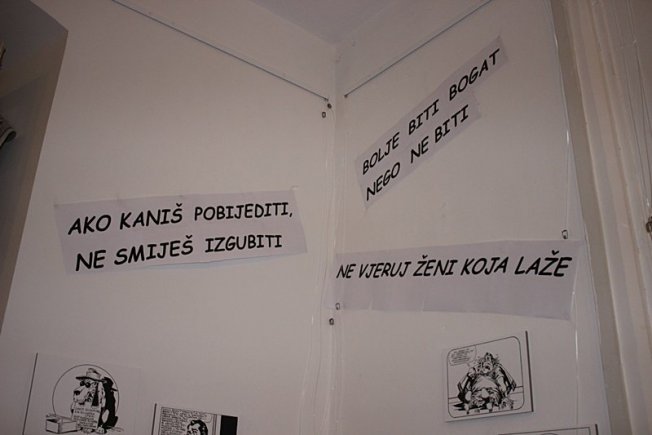 AKO KANIŠ POBIJEDITI,
NE SMIJEŠ IZGUBITI
BOLJE BITI BOGAT
NEGO NE BITI
NE VJERUJ ŽENI KOJA LAŽE